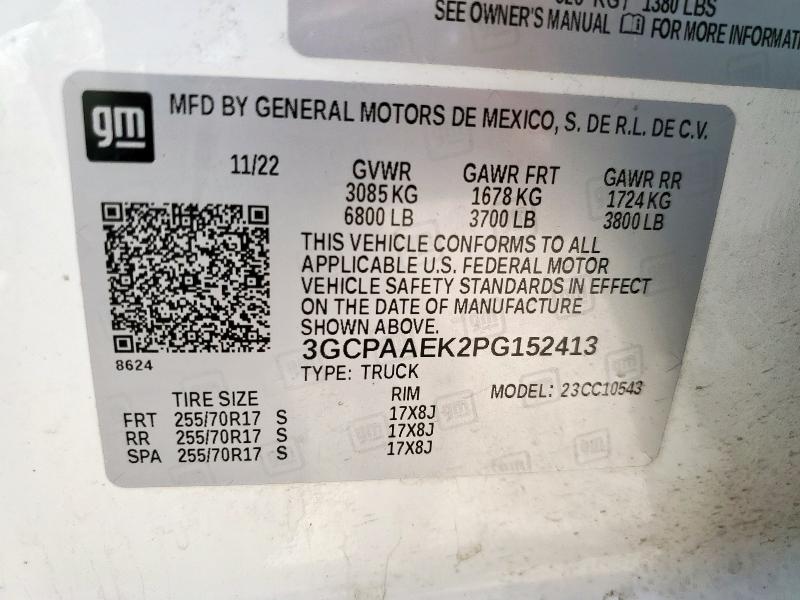 1380 LBS
SEE OWNER'S MANUAL FOR MORE INFORMATI
gm
MFD BY GENERAL MOTORS DE MEXICO, S. DE R.L. DE C.V.
11/22 GVWR GAWR FRT GAWR RR
3085 KG 1678 KG 1724 KG
6800 LB 3700 LB 3800 LB
THIS VEHICLE CONFORMS TO ALL
APPLICABLE U.S. FEDERAL MOTOR
VEHICLE SAFETY STANDARDS IN EFFECT
ON THE DATE OF MANUFACTURE
SHOWN ABOVE.
3GCPAAEK2PG152413
8624
TYPE: TRUCK
MODEL: 23CC10543
TIRE SIZE RIM
FRT 255/70R17 S 17X8J
RR 255/70R17 S 17X8J
SPA 255/70R17 S 17X8J